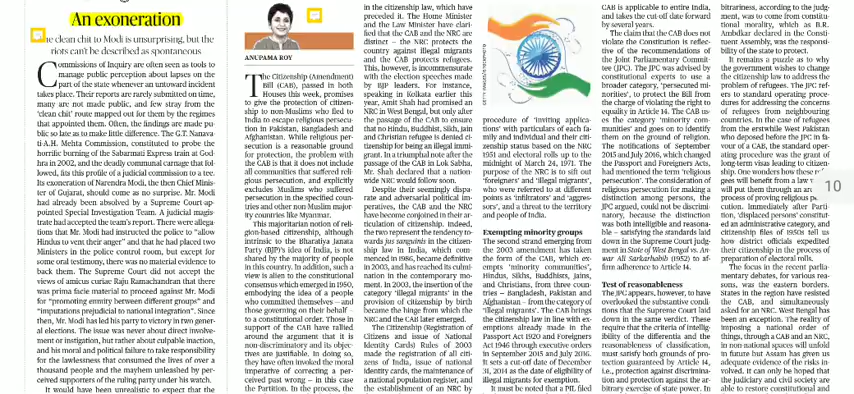 An exoneration
he clean chit to Modi is unsurprising, but the
riots can't be described as spontaneous
Commissions of Inquiry are often seen as tools to
manage public perception about lapses on the
part of the state whenever an untoward incident
takes place. Their reports are rarely submitted on time,
many are not made public, and few stray from the
'clean chit' route mapped out for them by the regimes
that appointed them. Often, the findings are made pu-
blic so late as to make little difference. The G.T. Nanava-
ti-A.H. Mehta Commission, constituted to probe the
horrific burning of the Sabarmati Express train at God-
hra in 2002, and the deadly communal carnage that fol-
lowed, fits this profile of a judicial commission to a tee.
Its exoneration of Narendra Modi, the then Chief Minis-
ter of Gujarat, should come as no surprise. Mr. Modi
had already been absolved by a Supreme Court-ap-
pointed Special Investigation Team. A judicial magis-
trate had accepted the team's report. There were allega-
tions that Mr. Modi had instructed the police to "allow
Hindus to vent their anger" and that he had placed two
Ministers in the police control room, but except for
some oral testimony, there was no material evidence to
back them. The Supreme Court did not accept the
views of amicus curiae Raju Ramachandran that there
was prima facie material to proceed against Mr. Modi
for "promoting enmity between different groups" and
"imputations prejudicial to national integration". Since
then, Mr. Modi has led his party to victory in two gener-
al elections. The issue was never about direct involve-
ment or instigation, but rather about culpable inaction,
and his moral and political failure to take responsibility
for the lawlessness that consumed the lives of over a
thousand people and the mayhem unleashed by per-
ceived supporters of the ruling party under his watch.
It would have been unrealistic to expect that the
ANUPAMA ROY
The Citizenship (Amendment)
Bill (CAB), passed in both
Houses this week, promises
to give the protection of citizen-
ship to non-Muslims who fled to
India to escape religious persecu-
tion in Pakistan, Bangladesh and
Afghanistan. While religious per-
secution is a reasonable ground
for protection, the problem with
the CAB is that it does not include
all communities that suffered reli-
gious persecution, and explicitly
excludes Muslims who suffered
persecution in the specified coun-
tries and other non Muslim major-
ity countries like Myanmar.
This majoritarian notion of reli-
gion-based citizenship, although
intrinsic to the Bharatiya Janata
Party (BJP)'s idea of India, is not
shared by the majority of people
in this country. In addition, such a
view is alien to the constitutional
consensus which emerged in 1950,
embodying the idea of a people
who committed themselves — and
those governing on their behalf –
to a constitutional order. Those in
support of the CAB have rallied
around the argument that it is
non-discriminatory and its objec-
tives are justifiable. In doing so,
they have often invoked the moral
imperative of correcting a per-
ceived past wrong – in this case
the Partition. In the process, the
in the citizenship law, which have
preceded it. The Home Minister
and the Law Minister have clari-
fied that the CAB and the NRC are
distinct – the NRC protects the
country against illegal migrants
and the CAB protects refugees.
This, however, is incommensurate
with the election speeches made
by BJP leaders. For instance,
speaking in Kolkata earlier this
year, Amit Shah had promised an
NRC in West Bengal, but only after
the passage of the CAB to ensure
that no Hindu, Buddhist, Sikh, Jain
and Christian refugee is denied ci-
tizenship for being an illegal immi-
grant. In a triumphal note after the
passage of the CAB in Lok Sabha,
Mr. Shah declared that a nation-
wide NRC would follow soon.
Despite their seemingly dispa-
rate and adversarial political im-
peratives, the CAB and the NRC
have become conjoined in their ar-
ticulation of citizenship. Indeed,
the two represent the tendency to-
wards jus sanguinis in the citizen-
ship law in India, which com-
menced in 1986, became definitive
in 2003, and has reached its culmi-
nation in the contemporary mo-
ment. In 2003, the insertion of the
category 'illegal migrants' in the
provision of citizenship by birth
became the hinge from which the
NRC and the CAB later emerged.
The Citizenship (Registration of
Citizens and issue of National
Identity Cards) Rules of 2003
made the registration of all citi-
zens of India, issue of national
identity cards, the maintenance of
a national population register, and
the establishment of an NRC by
procedure of 'inviting applica-
tions' with particulars of each fa-
mily and individual and their citi-
zenship status based on the NRC
1951 and electoral rolls up to the
midnight of March 24, 1971. The
purpose of the NRC is to sift out
'foreigners' and 'illegal migrants',
who were referred to at different
points as 'infiltrators' and 'aggres-
sors', and a threat to the territory
and people of India.
Exempting minority groups
The second strand emerging from
the 2003 amendment has taken
the form of the CAB, which ex-
empts 'minority communities',
Hindus, Sikhs, Buddhists, Jains,
and Christians, from three coun-
tries – Bangladesh, Pakistan and
Afghanistan – from the category of
'illegal migrants'. The CAB brings
the citizenship law in line with ex-
emptions already made in the
Passport Act 1920 and Foreigners
Act 1946 through executive orders
in September 2015 and July 2016.
It sets a cut-off date of December
31, 2014 as the date of eligibility of
illegal migrants for exemption.
It must be noted that a PIL filed
CAB is applicable to entire India,
and takes the cut-off date forward
by several years.
The claim that the CAB does not
violate the Constitution is reflec-
tive of the recommendations of
the Joint Parliamentary Commit-
tee (JPC). The JPC was advised by
constitutional experts to use a
broader category, 'persecuted mi-
norities', to protect the Bill from
the charge of violating the right to
equality in Article 14. The CAB us-
es the category 'minority com-
munities' and goes on to identify
them on the ground of religion.
The notifications of September
2015 and July 2016, which changed
the Passport and Foreigners Acts,
had mentioned the term 'religious
persecution'. The consideration of
religious persecution for making a
distinction among persons, the
JPC argued, could not be discrimi-
natory, because the distinction
was both intelligible and reasona-
ble – satisfying the standards laid
down in the Supreme Court judg-
ment in State of West Bengal vs. An-
war Ali Sarkarhabib (1952) to af-
firm adherence to Article 14.
Test of reasonableness
The JPC appears, however, to have
overlooked the substantive condi-
tions that the Supreme Court laid
down in the same verdict. These
require that the criteria of intelligi-
bility of the differentia and the
reasonableness of classification,
must satisfy both grounds of pro-
tection guaranteed by Article 14,
i.e., protection against discrimina-
tion and protection against the ar-
bitrary exercise of state power. In
bitrariness, according to the judg-
ment, was to come from constitu-
tional morality, which as B.R.
Ambedkar declared in the Consti-
tuent Assembly, was the responsi-
bility of the state to protect.
It remains a puzzle as to why
the government wishes to change
the citizenship law to address the
problem of refugees. The JPC ref-
ers to standard operating proce-
dures for addressing the concerns
of refugees from neighbouring
countries. In the case of refugees
from the erstwhile West Pakistan
who deposed before the JPC in fa-
vour of a CAB, the standard oper-
ating procedure was the grant of
long-term visas leading to citizen-
ship. One wonders how these
gees will benefit from a law
will put them through an
process of proving religious
cution. Immediately after Parti-
tion, 'displaced persons' constitut-
ed an administrative category, and
citizenship files of 1950s tell us
how district officials expedited
their citizenship in the process of
preparation of electoral rolls.
The focus in the recent parlia-
mentary debates, for various rea-
sons, was the eastern borders.
States in the region have resisted
the CAB, and simultaneously
asked for an NRC. West Bengal has
been an exception. The reality of
imposing a national order of
things, through a CAB and an NRC,
in non national spaces will unfold
in future but Assam has given us
adequate evidence of the risks in-
volved. It can only be hoped that
the judiciary and civil society are
able to restore constitutional and
10